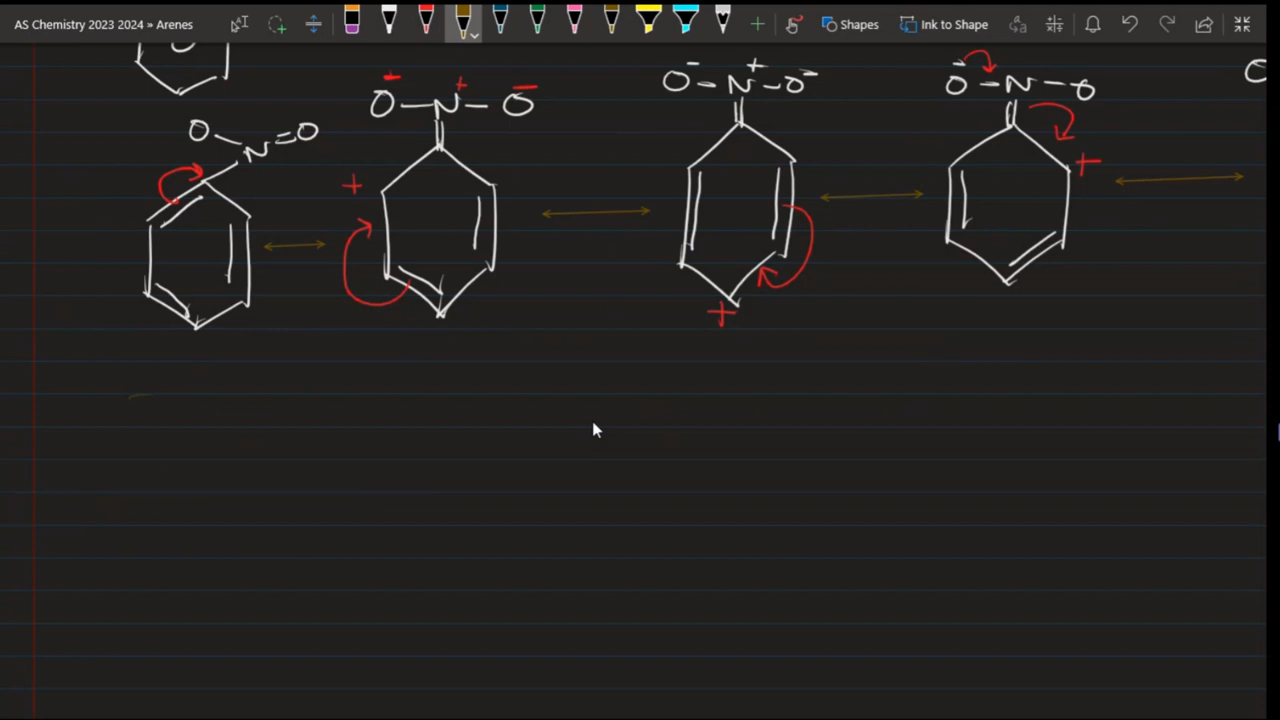 AS Chemistry 2023 2024 » Arenes
Shapes
Ink to Shape
O N=O
+
- + -
O-N-O
+
O⁻-N⁺-O⁻
+
O⁻-N-O
+
O